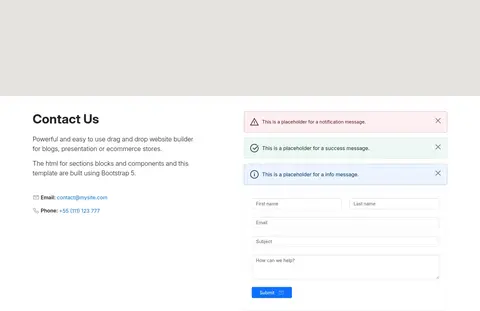 Contact Us
Powerful and easy to use drag and drop website builder
for blogs, presentation or ecommerce stores.
The html for sections blocks and components and this
template are built using Bootstrap 5.
Email: contact@mysite.com
Phone: +55 (111) 123 777
This is a placeholder for a notification message.
This is a placeholder for a success message.
This is a placeholder for a info message.
First name
Last name
Email
Subject
How can we help?
Submit